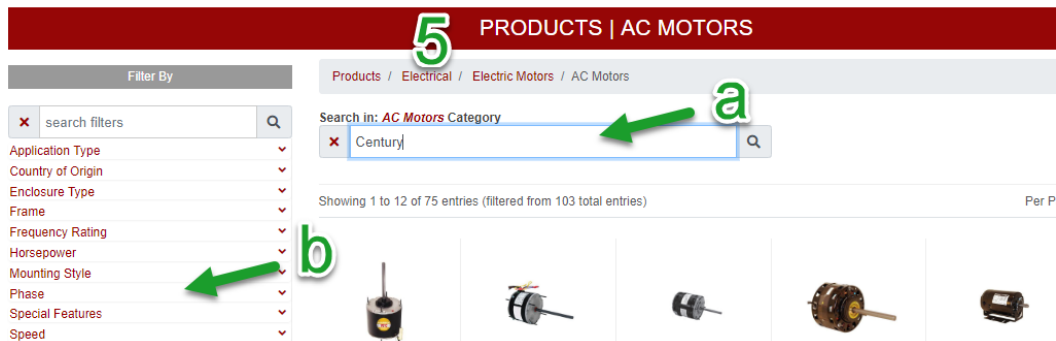 PRODUCTS | AC MOTORS
5
Filter By
Products / Electrical / Electric Motors / AC Motors
a
Search in: AC Motors Category
search filters
Century
Application Type
Country of Origin
Enclosure Type
Frame
Showing 1 to 12 of 75 entries (filtered from 103 total entries)
Per P
Frequency Rating
Horsepower
b
Mounting Style
Phase
Special Features
Speed